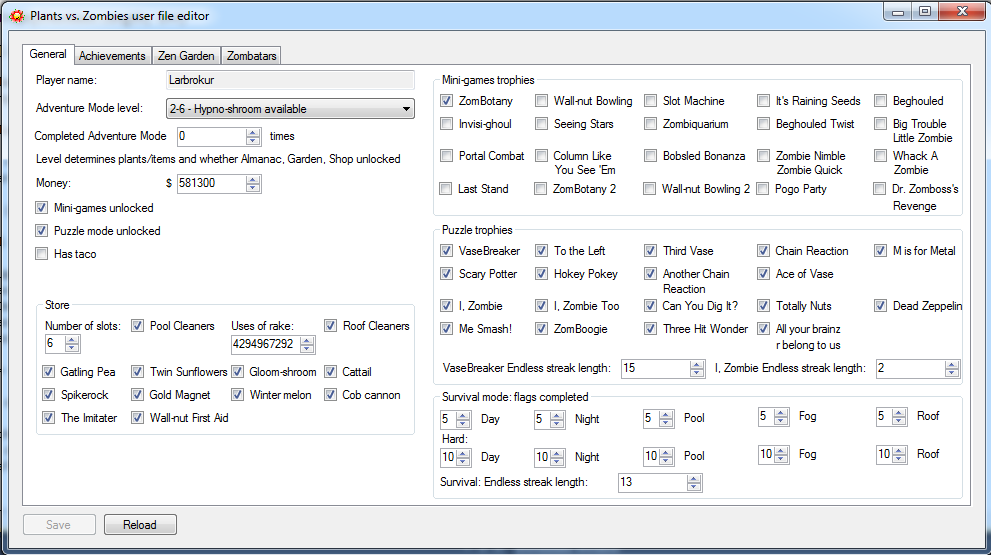 Plants vs. Zombies user file editor
General Achievements Zen Garden Zombatars
Player name: Larbrokur
Adventure Mode level: 2-6 - Hypno-shroom available
Completed Adventure Mode 0 times
Level detemines plants/items and whether Almanac, Garden, Shop unlocked
Money: $ 581300
Mini-games unlocked
Puzzle mode unlocked
Has taco
Store
Number of slots: Pool Cleaners Uses of rake: Roof Cleaners
6 4294967292
Gatling Pea Twin Sunflowers Gloom-shroom Cattail
Spikerock Gold Magnet Winter melon Cob cannon
The Imitater Wall-nut First Aid
Mini-games trophies
ZomBotany Wall-nut Bowling Slot Machine It's Raining Seeds Beghouled
Invisi-ghoul Seeing Stars Zombiquarium Beghouled Twist Big Trouble
Little Zombie
Portal Combat Column Like Bobsled Bonanza Zombie Nimble Whack A
You See 'Em Zombie Quick Zombie
Last Stand ZomBotany 2 Wall-nut Bowling 2 Pogo Party Dr. Zomboss's
Revenge
Puzzle trophies
VaseBreaker To the Left Third Vase Chain Reaction M is for Metal
Scary Potter Hokey Pokey Another Chain Ace of Vase
Reaction
I, Zombie I, Zombie Too Can You Dig It? Totally Nuts Dead Zeppelin
Me Smash! ZomBoogie Three Hit Wonder All your brainz
r belong to us
VaseBreaker Endless streak length: 15 I, Zombie Endless streak length: 2
Survival mode: flags completed
5 Day 5 Night 5 Pool 5 Fog 5 Roof
Hard:
10 Day 10 Night 10 Pool 10 Fog 10 Roof
Survival: Endless streak length: 13
Save Reload